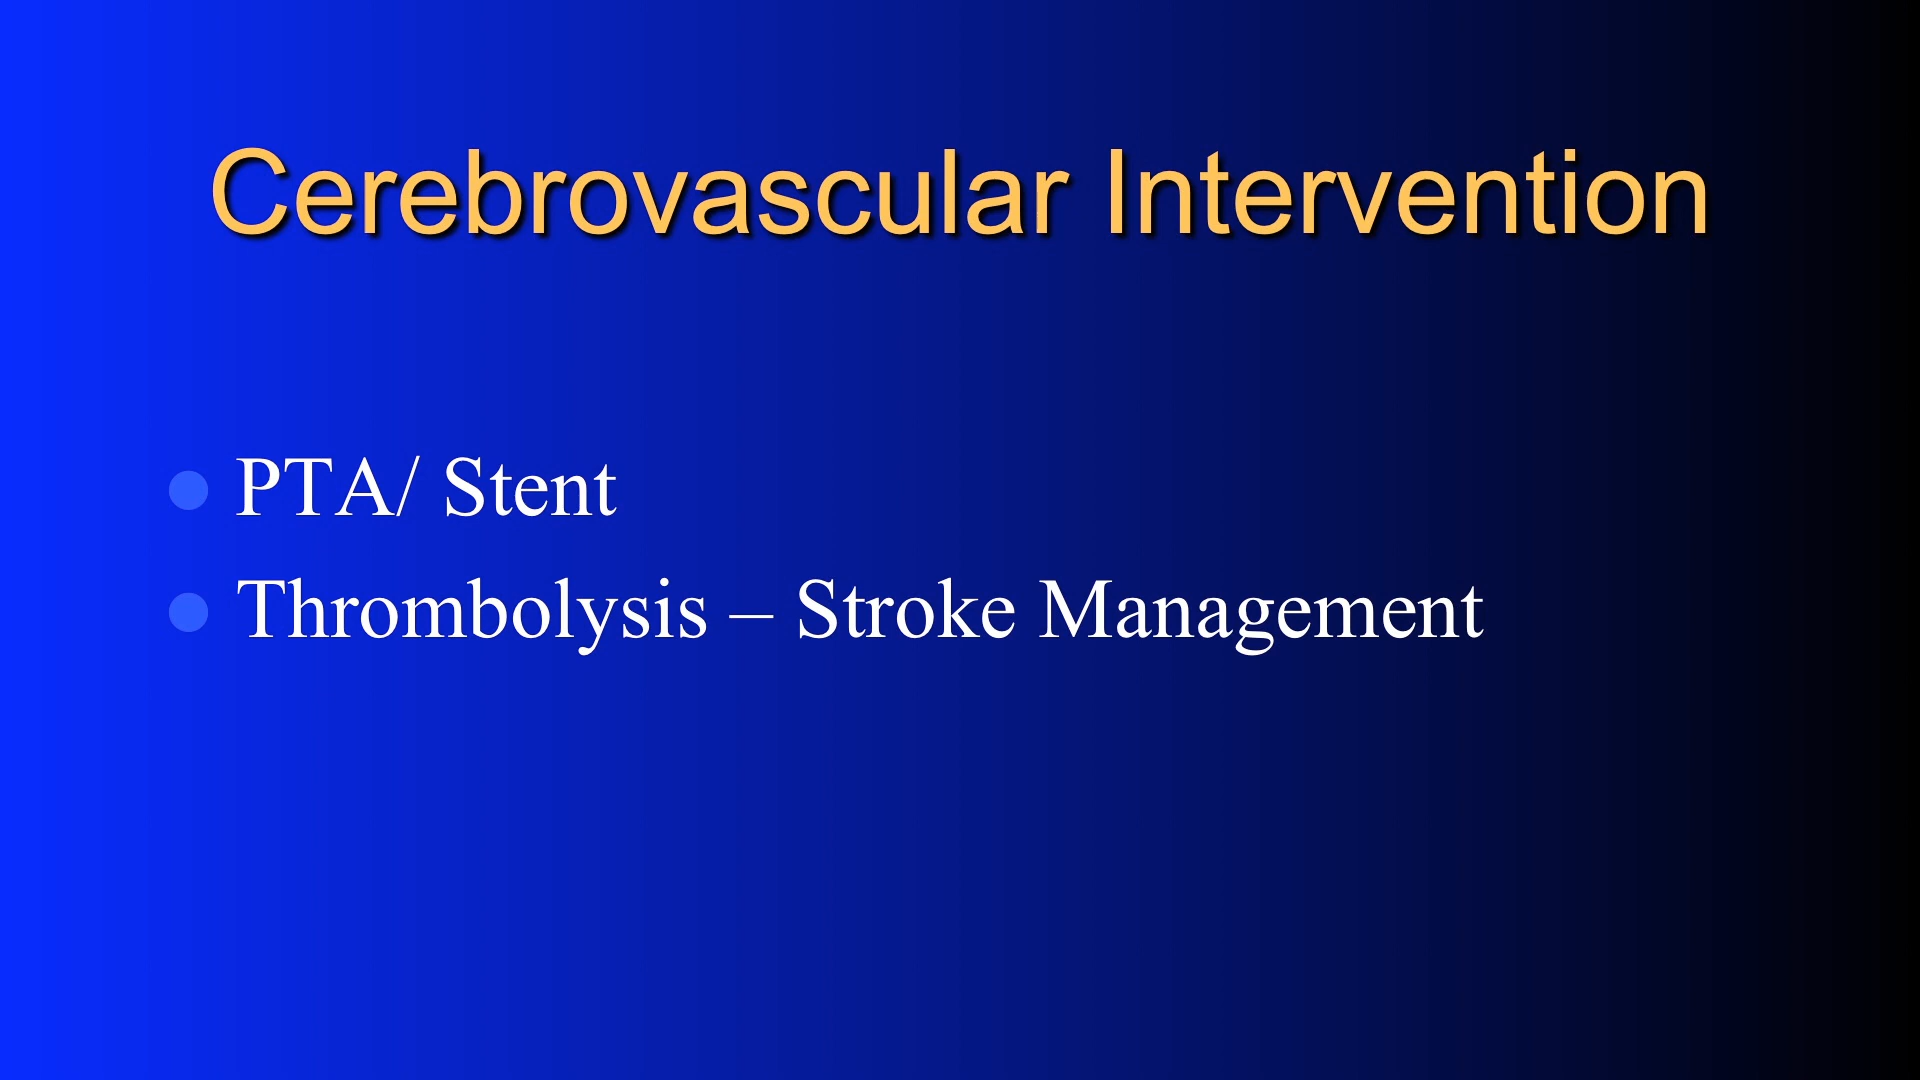 Cerebrovascular Intervention
PTA/ Stent
Thrombolysis – Stroke Management